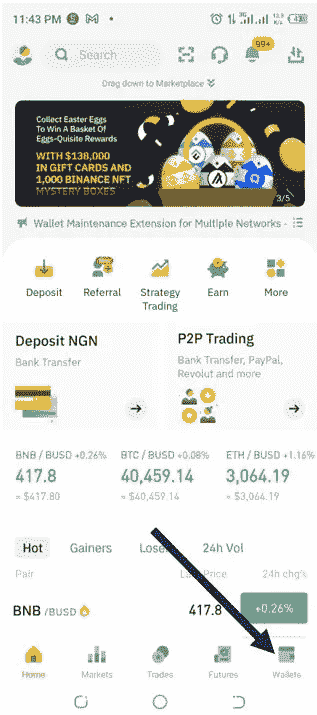 11:43 PM
Search
99+
Drag down to Marketplace
Collect Easter Eggs
To Win A Basket Of
Eggs-Quisite Rewards
WITH $138,000
IN GIFT CARDS AND
1,000 BINANCE NFT
MYSTERY BOXES
3/5
Wallet Maintenance Extension for Multiple Networks -
Deposit Referral Strategy Trading Earn More
Deposit NGN
Bank Transfer
P2P Trading
Bank Transfer, PayPal,
Revolut and more
BNB / BUSD +0.26% BTC / BUSD +0.08% ETH / BUSD +1.16%
417.8 40,459.14 3,064.19
≈ $417.80 ≈ $40,459.14 ≈ $3,064.19
Hot Gainers 24h Vol
Pair Price 24h chg%
BNB /BUSD 417.8 +0.26%
Home Markets Trades Futures Wallets